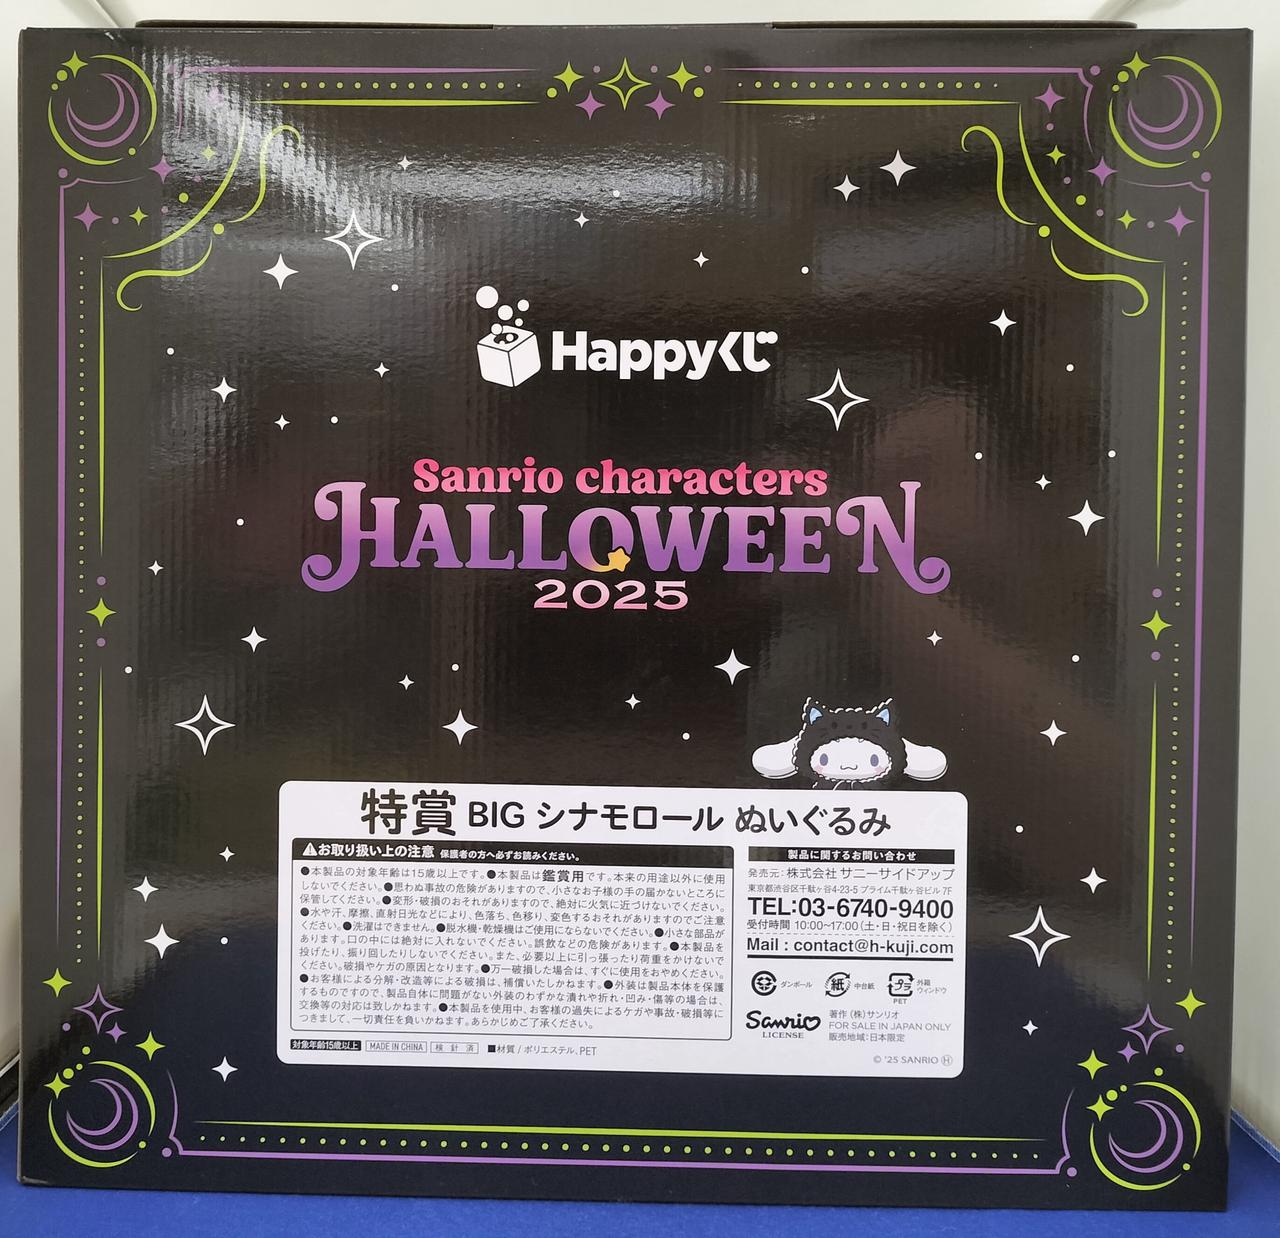 Happyくじ
Sanrio characters
HALLOWEEN
2025
特賞 BIG シナモロール ぬいぐるみ
⚠お取り扱い上の注意 保護者の方へ必ずお読みください。
●本製品の対象年齢は15歳以上です。●本製品は鑑賞用です。本来の用途以外に使用
しないでください。●思わぬ事故の危険がありますので、小さなお子様の手の届かないところに
保管してください。●変形・破損のおそれがありますので、絶対に火気に近づけないでください。
●水や汗、摩擦、直射日光などにより、色落ち、色移り、変色するおそれがありますのでご注意
ください。●洗濯はできません。●脱水機・乾燥機はご使用にならないでください。●小さな部品が
あります。口の中には絶対に入れないでください。誤飲などの危険があります。●本製品を
投げたり、振り回したりしないでください。また、必要以上に引っ張ったり荷重をかけないで
ください。破損やケガの原因となります。●万一破損した場合は、すぐに使用をおやめください。
●お客様による分解・改造等による破損は、補償いたしかねます。●外装は製品本体を保護
するものですので、製品自体に問題がない外装のわずかな潰れや折れ・凹み・傷等の場合は、
交換等の対応は致しかねます。●本製品を使用中、お客様の過失によるケガや事故・破損等に
つきまして、一切責任を負いかねます。あらかじめご了承ください。
対象年齢15歳以上 MADE IN CHINA 検針済 ■材質／ポリエステル、PET
製品に関するお問い合わせ
発売元：株式会社 サニーサイドアップ
東京都渋谷区千駄ヶ谷4-23-5 プライム千駄ヶ谷ビル 7F
TEL:03-6740-9400
受付時間 10:00~17:00(土・日・祝日を除く)
Mail : contact@h-kuji.com
ダンボール 紙 中台紙 プラ 外箱ウィンドウ
PET
Sanrio 著作 (株)サンリオ
LICENSE FOR SALE IN JAPAN ONLY
販売地域:日本限定
© '25 SANRIO Ⓗ